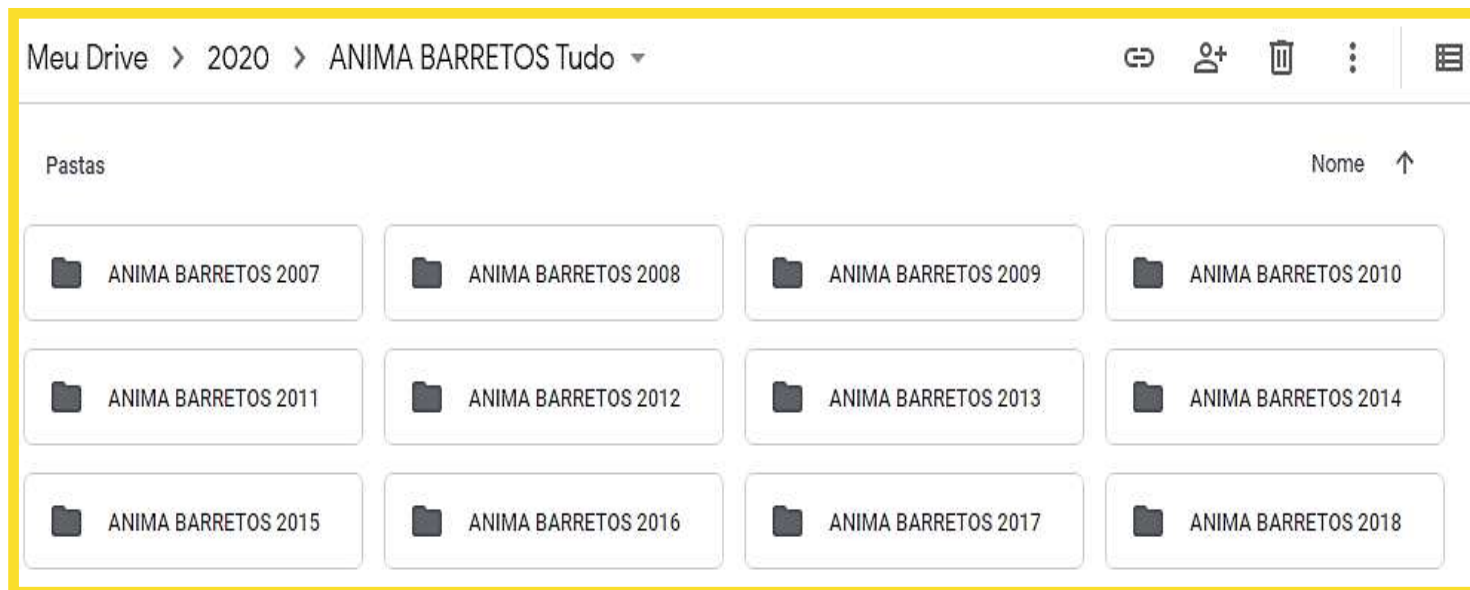 Meu Drive > 2020 > ANIMA BARRETOS Tudo
Pastas Nome
ANIMA BARRETOS 2007 ANIMA BARRETOS 2008 ANIMA BARRETOS 2009 ANIMA BARRETOS 2010
ANIMA BARRETOS 2011 ANIMA BARRETOS 2012 ANIMA BARRETOS 2013 ANIMA BARRETOS 2014
ANIMA BARRETOS 2015 ANIMA BARRETOS 2016 ANIMA BARRETOS 2017 ANIMA BARRETOS 2018